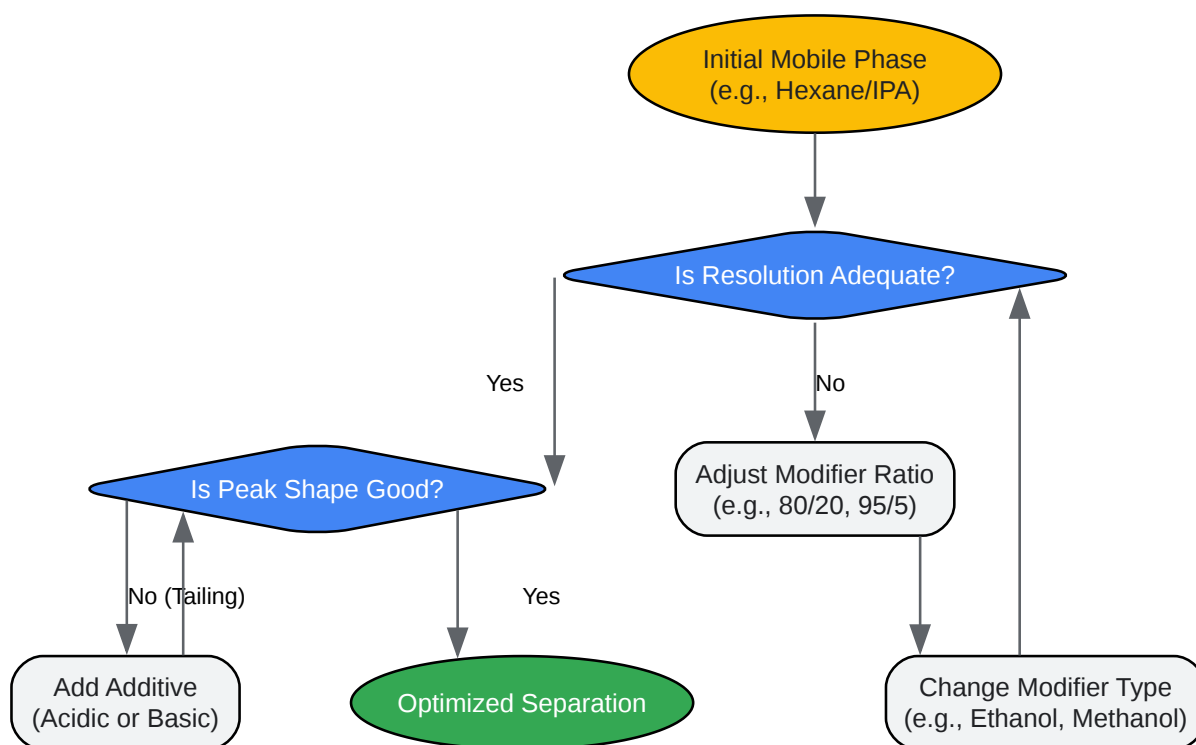 Initial Mobile Phase
(e.g., Hexane/IPA)
Is Resolution Adequate?
Yes
No
Adjust Modifier Ratio
(e.g., 80/20, 95/5)
Is Peak Shape Good?
No (Tailing)
Yes
Add Additive
(Acidic or Basic)
Optimized Separation
Change Modifier Type
(e.g., Ethanol, Methanol)